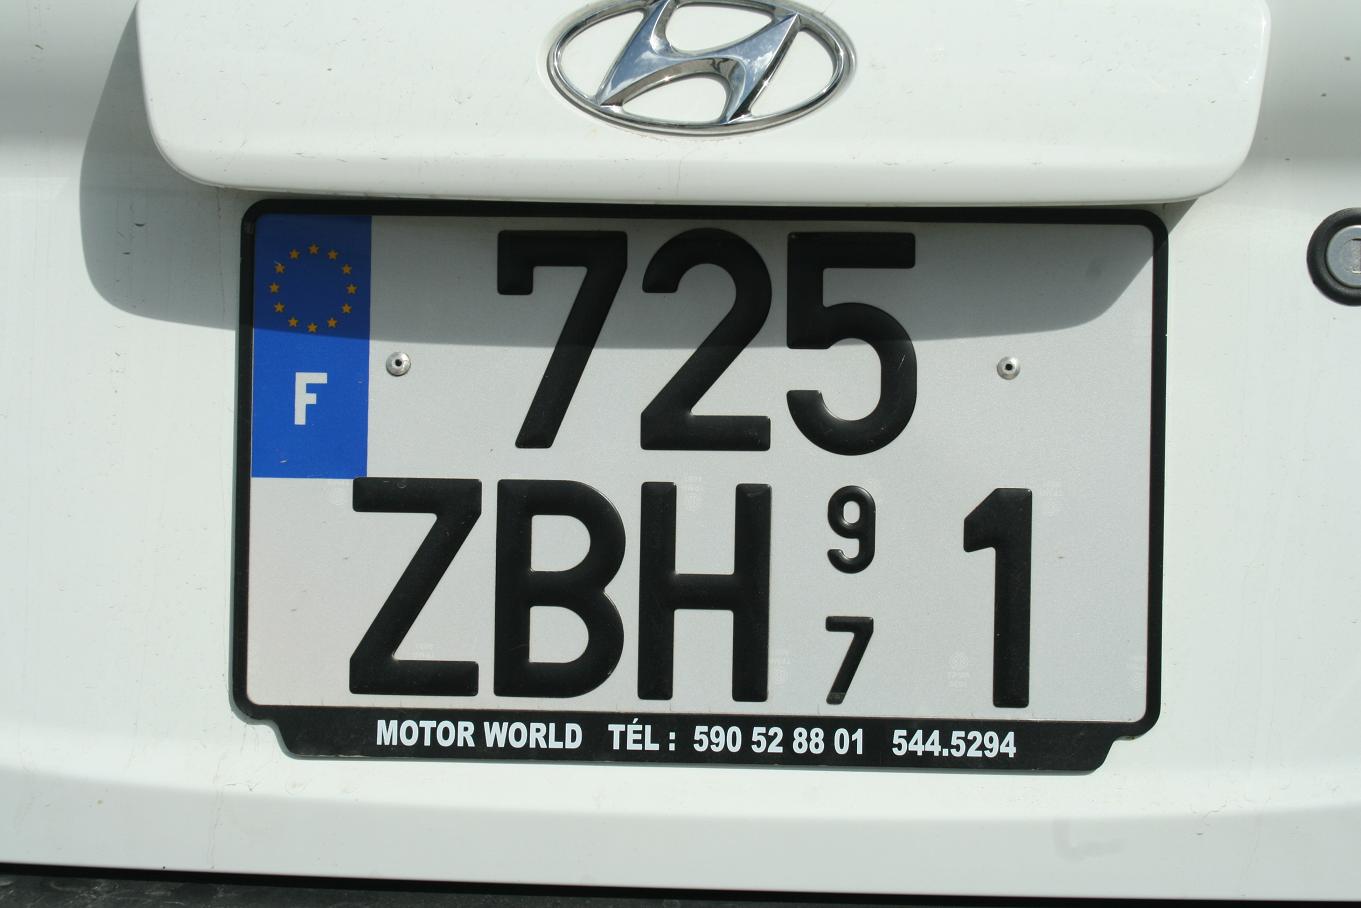 F
725
ZBH 97 1
MOTOR WORLD TÉL : 590 52 88 01 544.5294